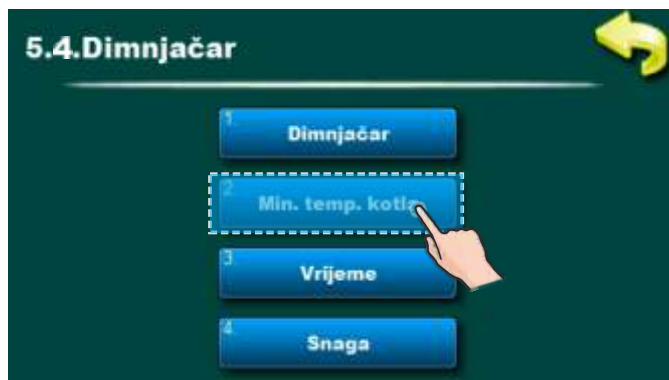 5.4.Dimnjačar
1
Dimnjačar
2
Min. temp. kotla
3
Vrijeme
4
Snaga